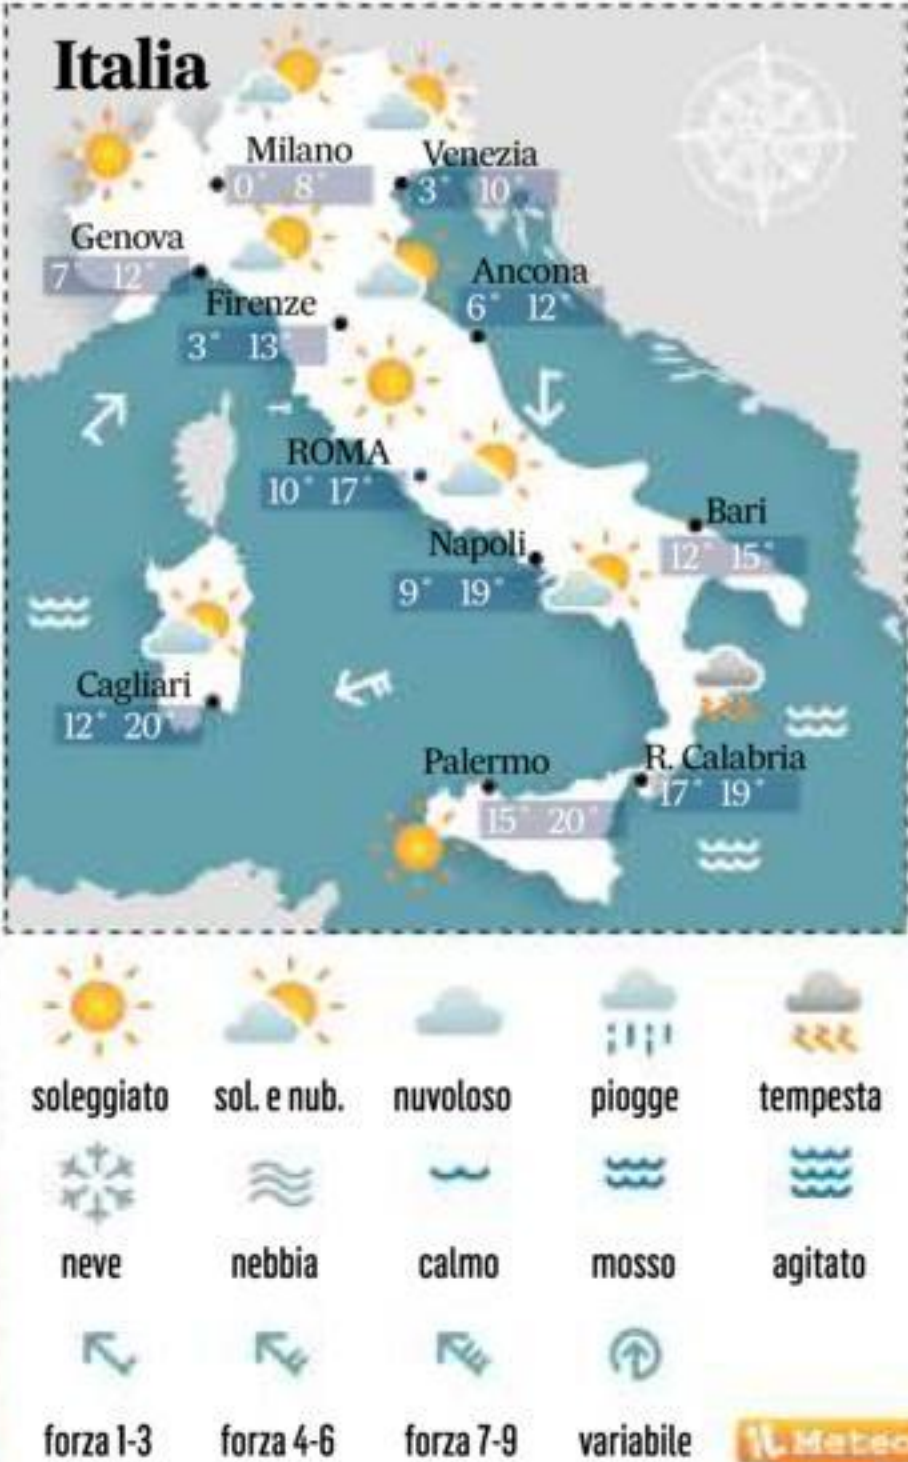 Italia
Milano
0° 8°
Venezia
3° 10°
Genova
7° 12°
Firenze
3° 13°
Ancona
6° 12°
ROMA
10° 17°
Napoli
9° 19°
Bari
12° 15°
Cagliari
12° 20°
Palermo
15° 20°
R. Calabria
17° 19°
soleggiato sol. e nub. nuvoloso piogge tempesta
neve nebbia calmo mosso agitato
forza 1-3 forza 4-6 forza 7-9 variabile
Meteo